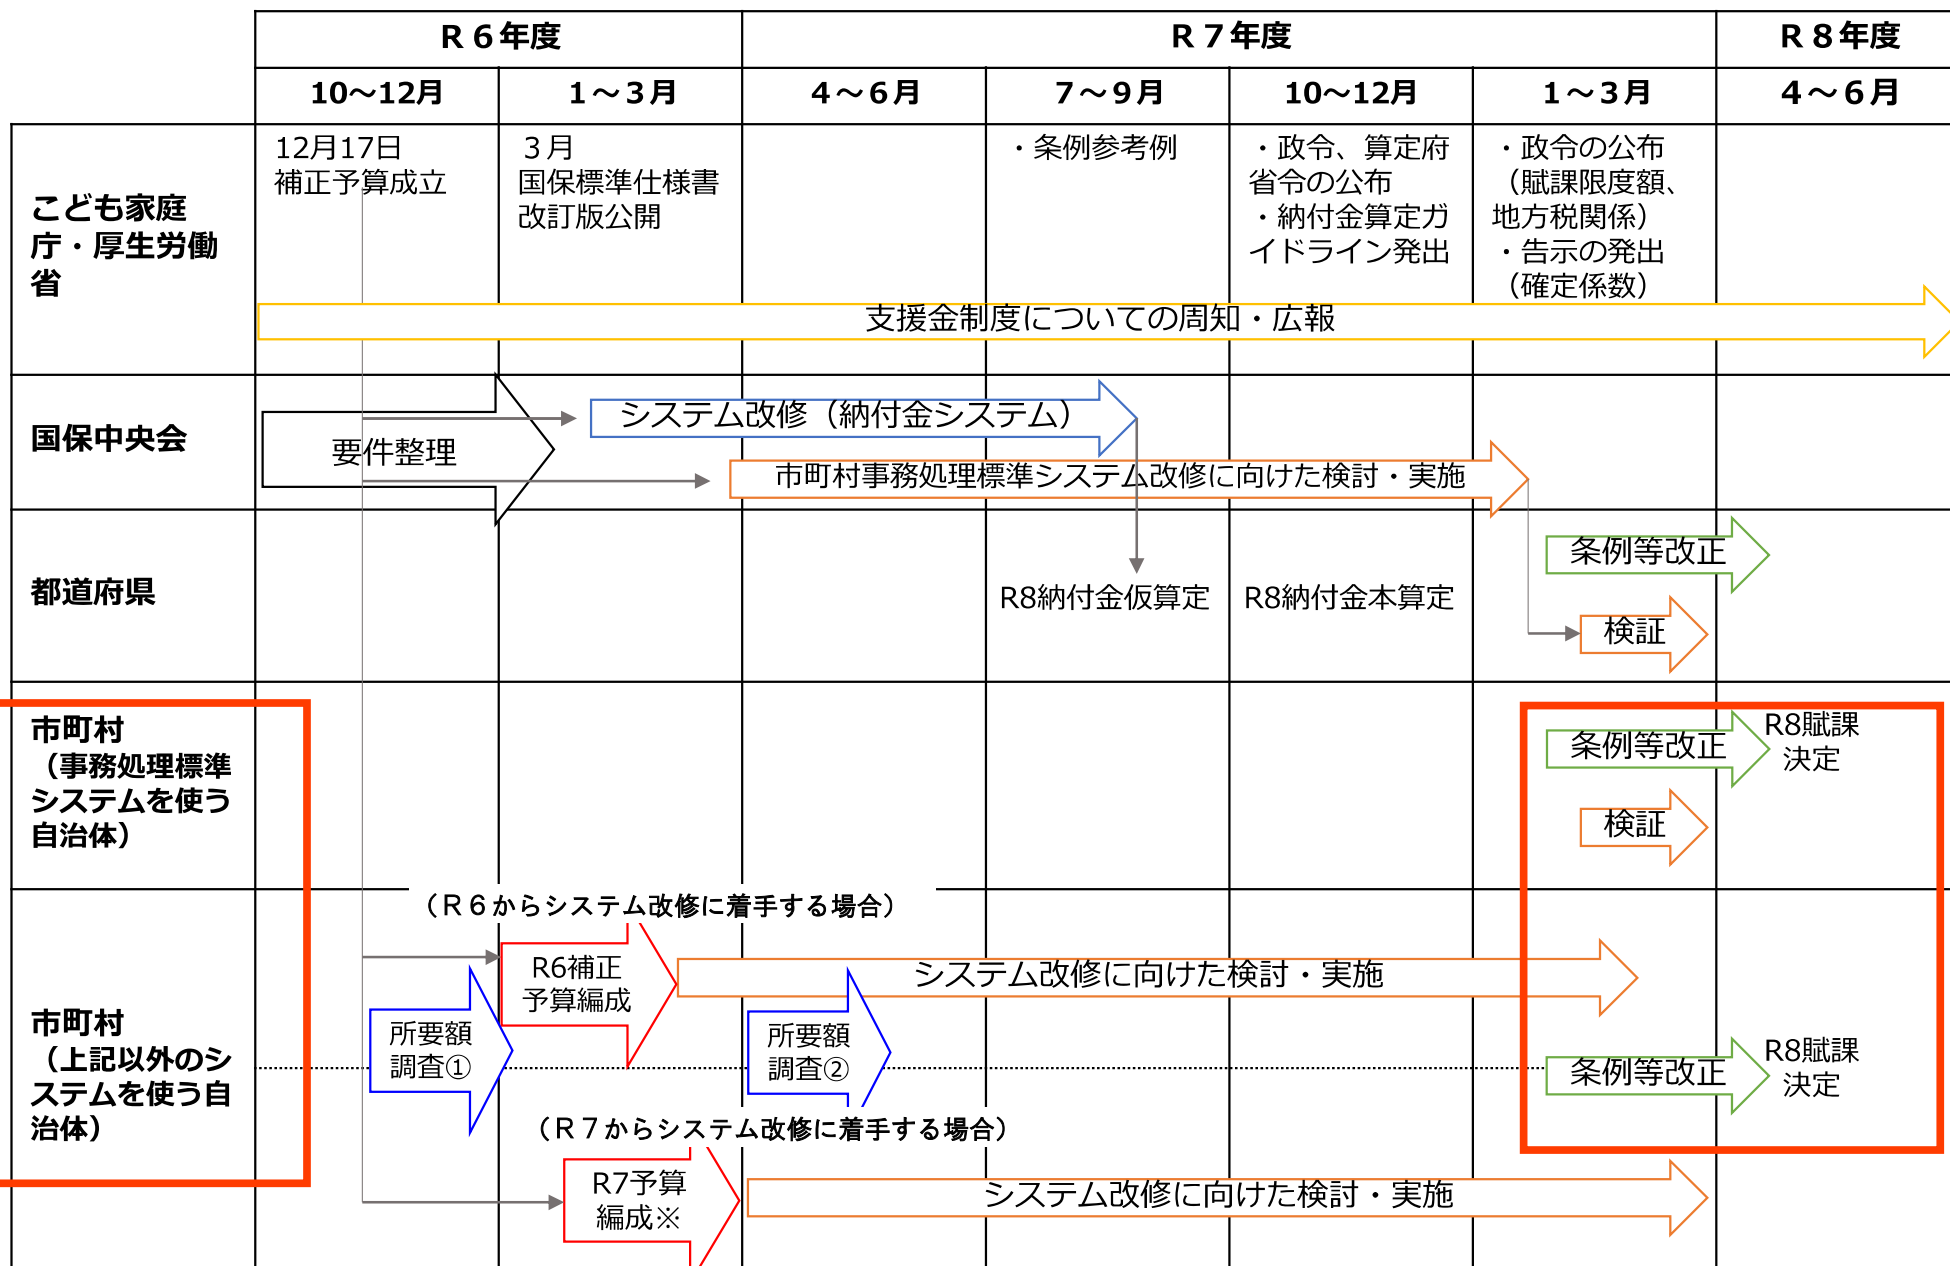 Ｒ６年度
Ｒ７年度
Ｒ８年度
10～12月
１～３月
４～６月
７～９月
10～12月
１～３月
４～６月
こども家庭
庁・厚生労働
省
12月17日
補正予算成立
３月
国保標準仕様書
改訂版公開
・条例参考例
・政令、算定府
省令の公布
・納付金算定ガ
イドライン発出
・政令の公布
（賦課限度額、
地方税関係）
・告示の発出
（確定係数）
支援金制度についての周知・広報
国保中央会
要件整理
システム改修（納付金システム）
市町村事務処理標準システム改修に向けた検討・実施
都道府県
R8納付金仮算定
R8納付金本算定
条例等改正
検証
市町村
（事務処理標準
システムを使う
自治体）
条例等改正
R8賦課
決定
検証
市町村
（上記以外のシ
ステムを使う自
治体）
（Ｒ６からシステム改修に着手する場合）
R6補正
予算編成
システム改修に向けた検討・実施
所要額
調査①
所要額
調査②
条例等改正
R8賦課
決定
（Ｒ７からシステム改修に着手する場合）
R7予算
編成※
システム改修に向けた検討・実施